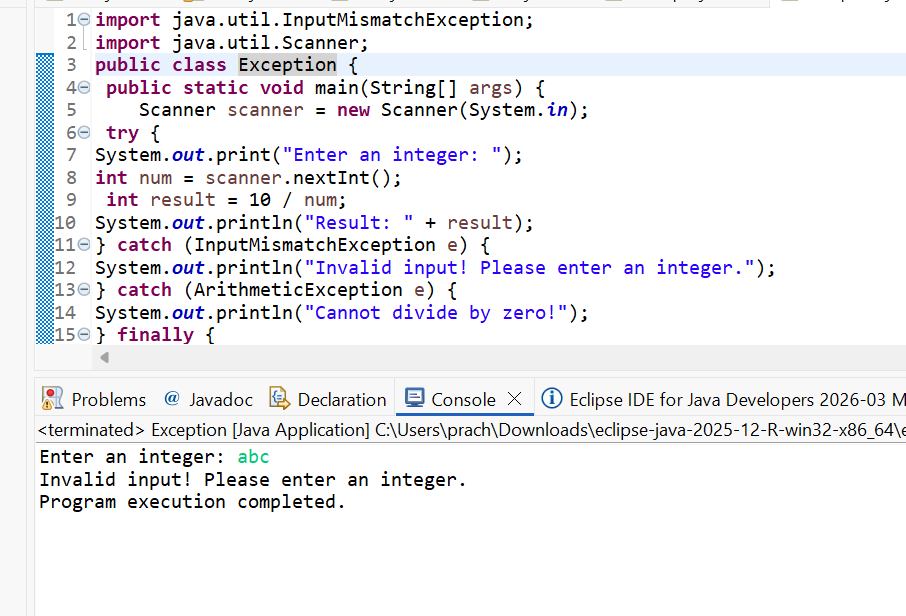 1 import java.util.InputMismatchException;
2 import java.util.Scanner;
3 public class Exception {
4 public static void main(String[] args) {
5 Scanner scanner = new Scanner(System.in);
6 try {
7 System.out.print("Enter an integer: ");
8 int num = scanner.nextInt();
9 int result = 10 / num;
10 System.out.println("Result: " + result);
11 } catch (InputMismatchException e) {
12 System.out.println("Invalid input! Please enter an integer.");
13 } catch (ArithmeticException e) {
14 System.out.println("Cannot divide by zero!");
15 } finally {
Problems @ Javadoc Declaration Console Eclipse IDE for Java Developers 2026-03 M
<terminated> Exception [Java Application] C:\Users\prach\Downloads\eclipse-java-2025-12-R-win32-x86_64\e
Enter an integer: abc
Invalid input! Please enter an integer.
Program execution completed.